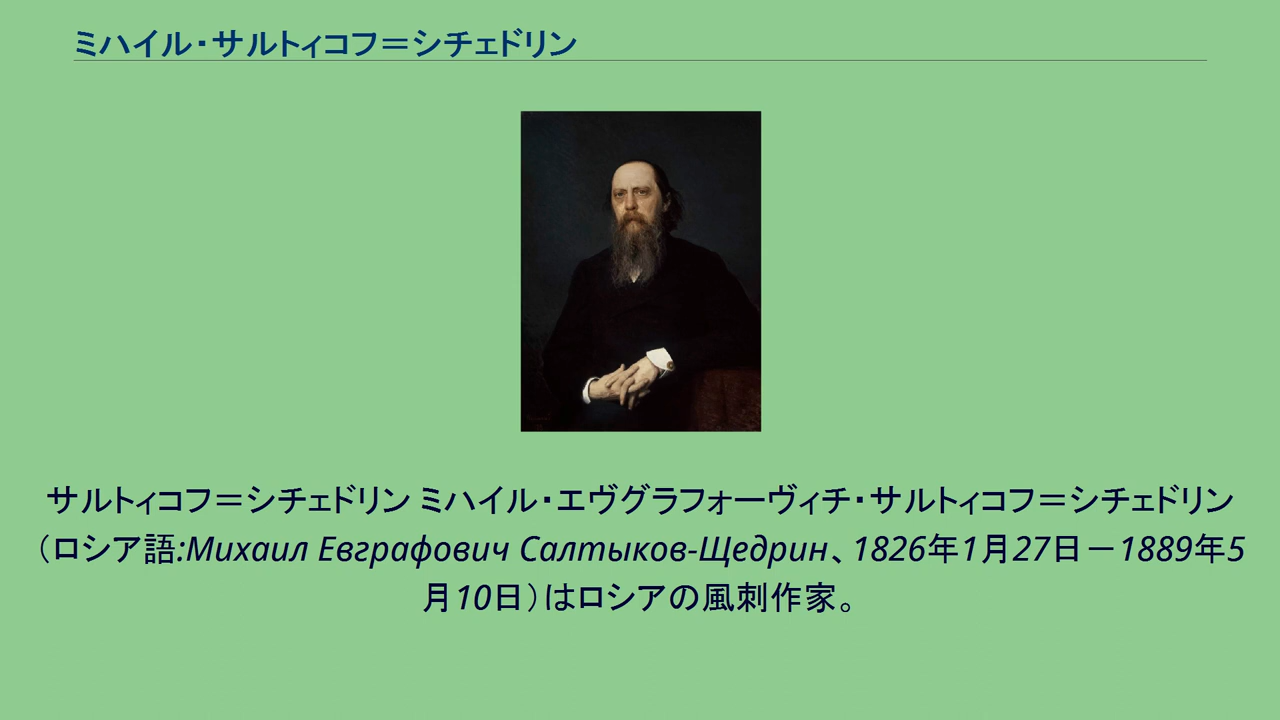 ミハイル・サルトィコフ＝シチェドリン
サルトィコフ＝シチェドリン ミハイル・エヴグラフォーヴィチ・サルトィコフ＝シチェドリン
（ロシア語:Михаил Евграфович Салтыков-Щедрин、1826年1月27日－1889年5
月10日）はロシアの風刺作家。